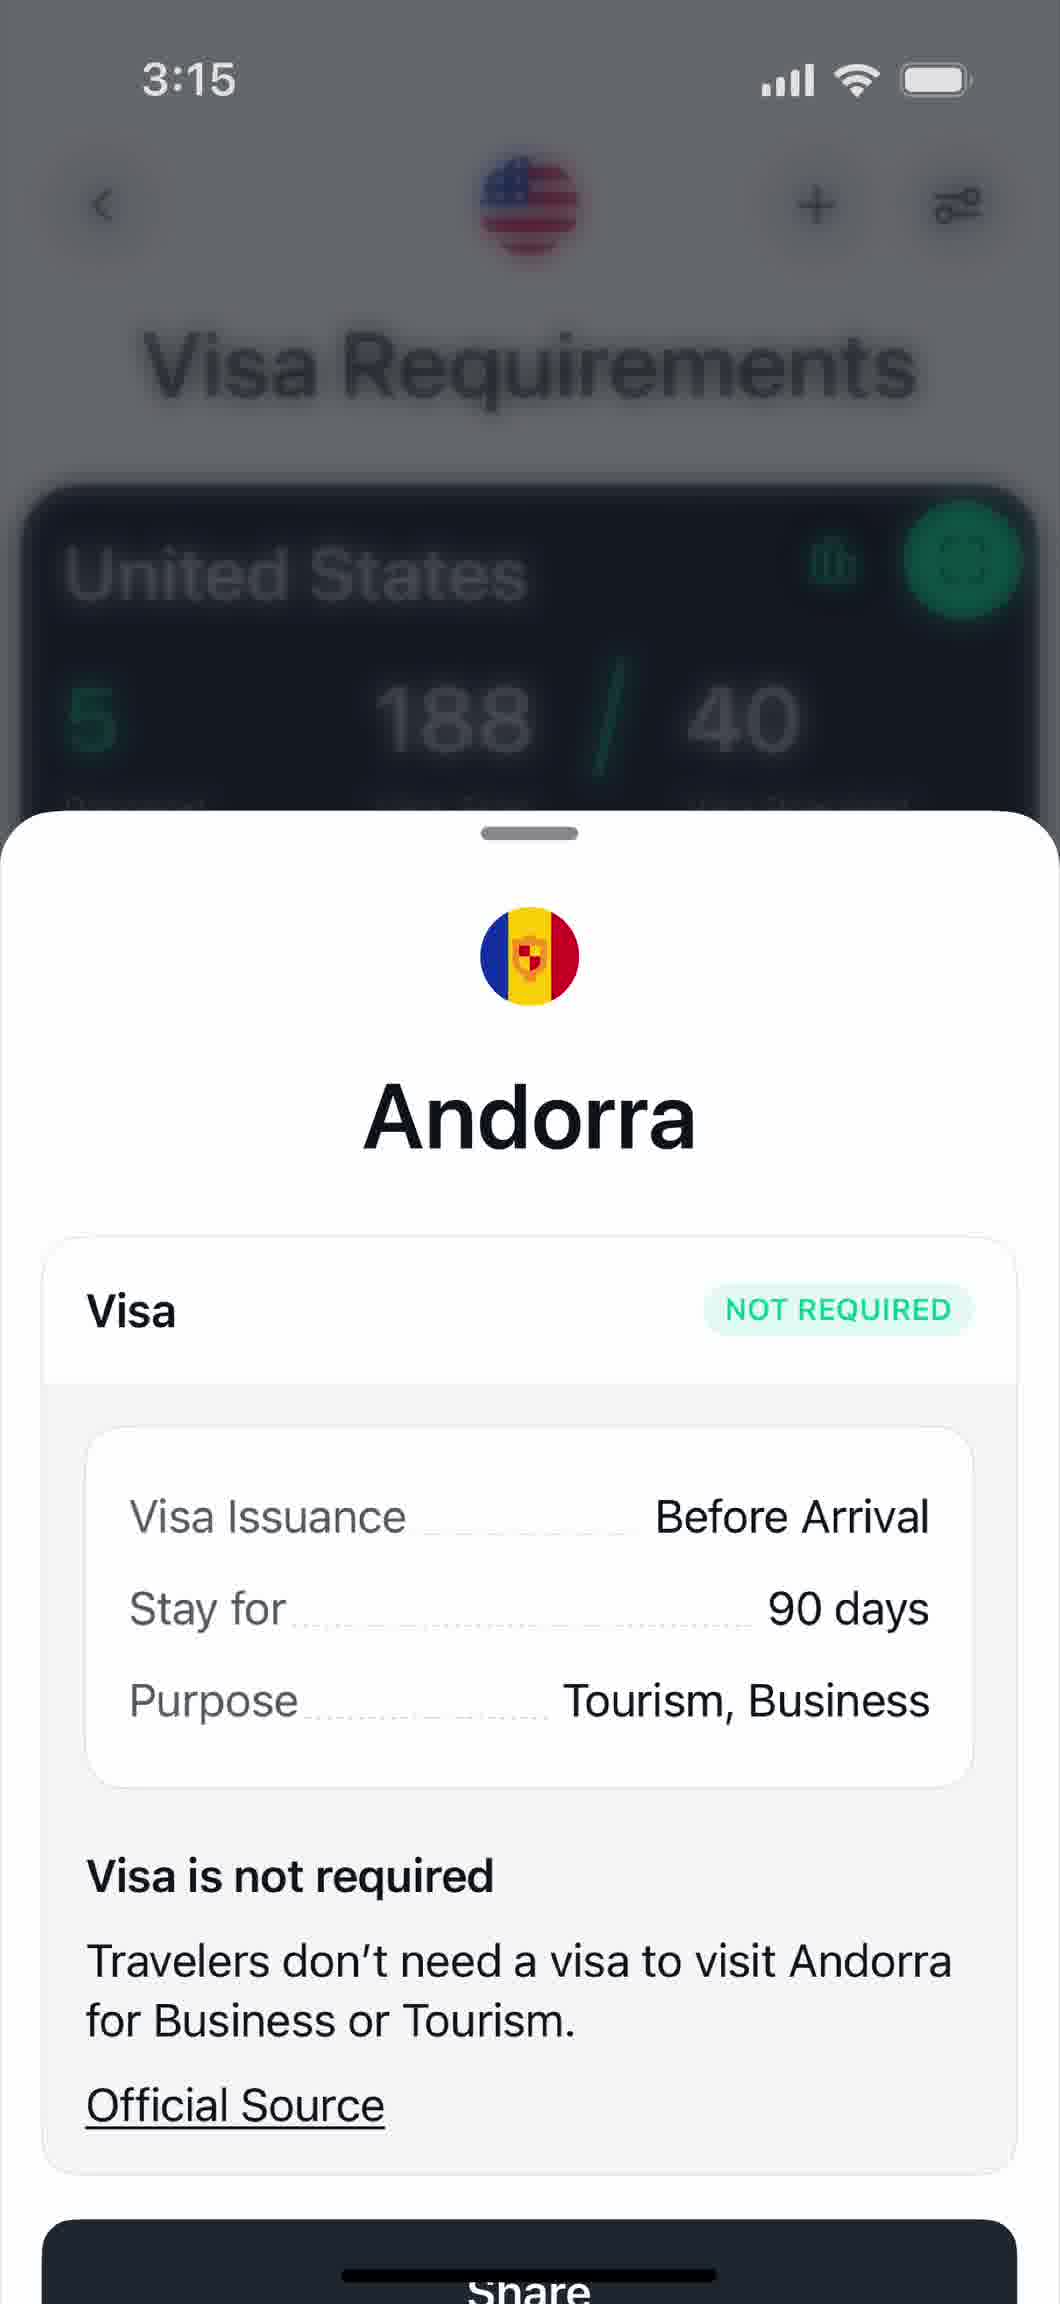 3:15
Visa Requirements
United States
5 188 / 40
Andorra
Visa NOT REQUIRED
Visa Issuance Before Arrival
Stay for 90 days
Purpose Tourism, Business
Visa is not required
Travelers don’t need a visa to visit Andorra
for Business or Tourism.
Official Source
Share